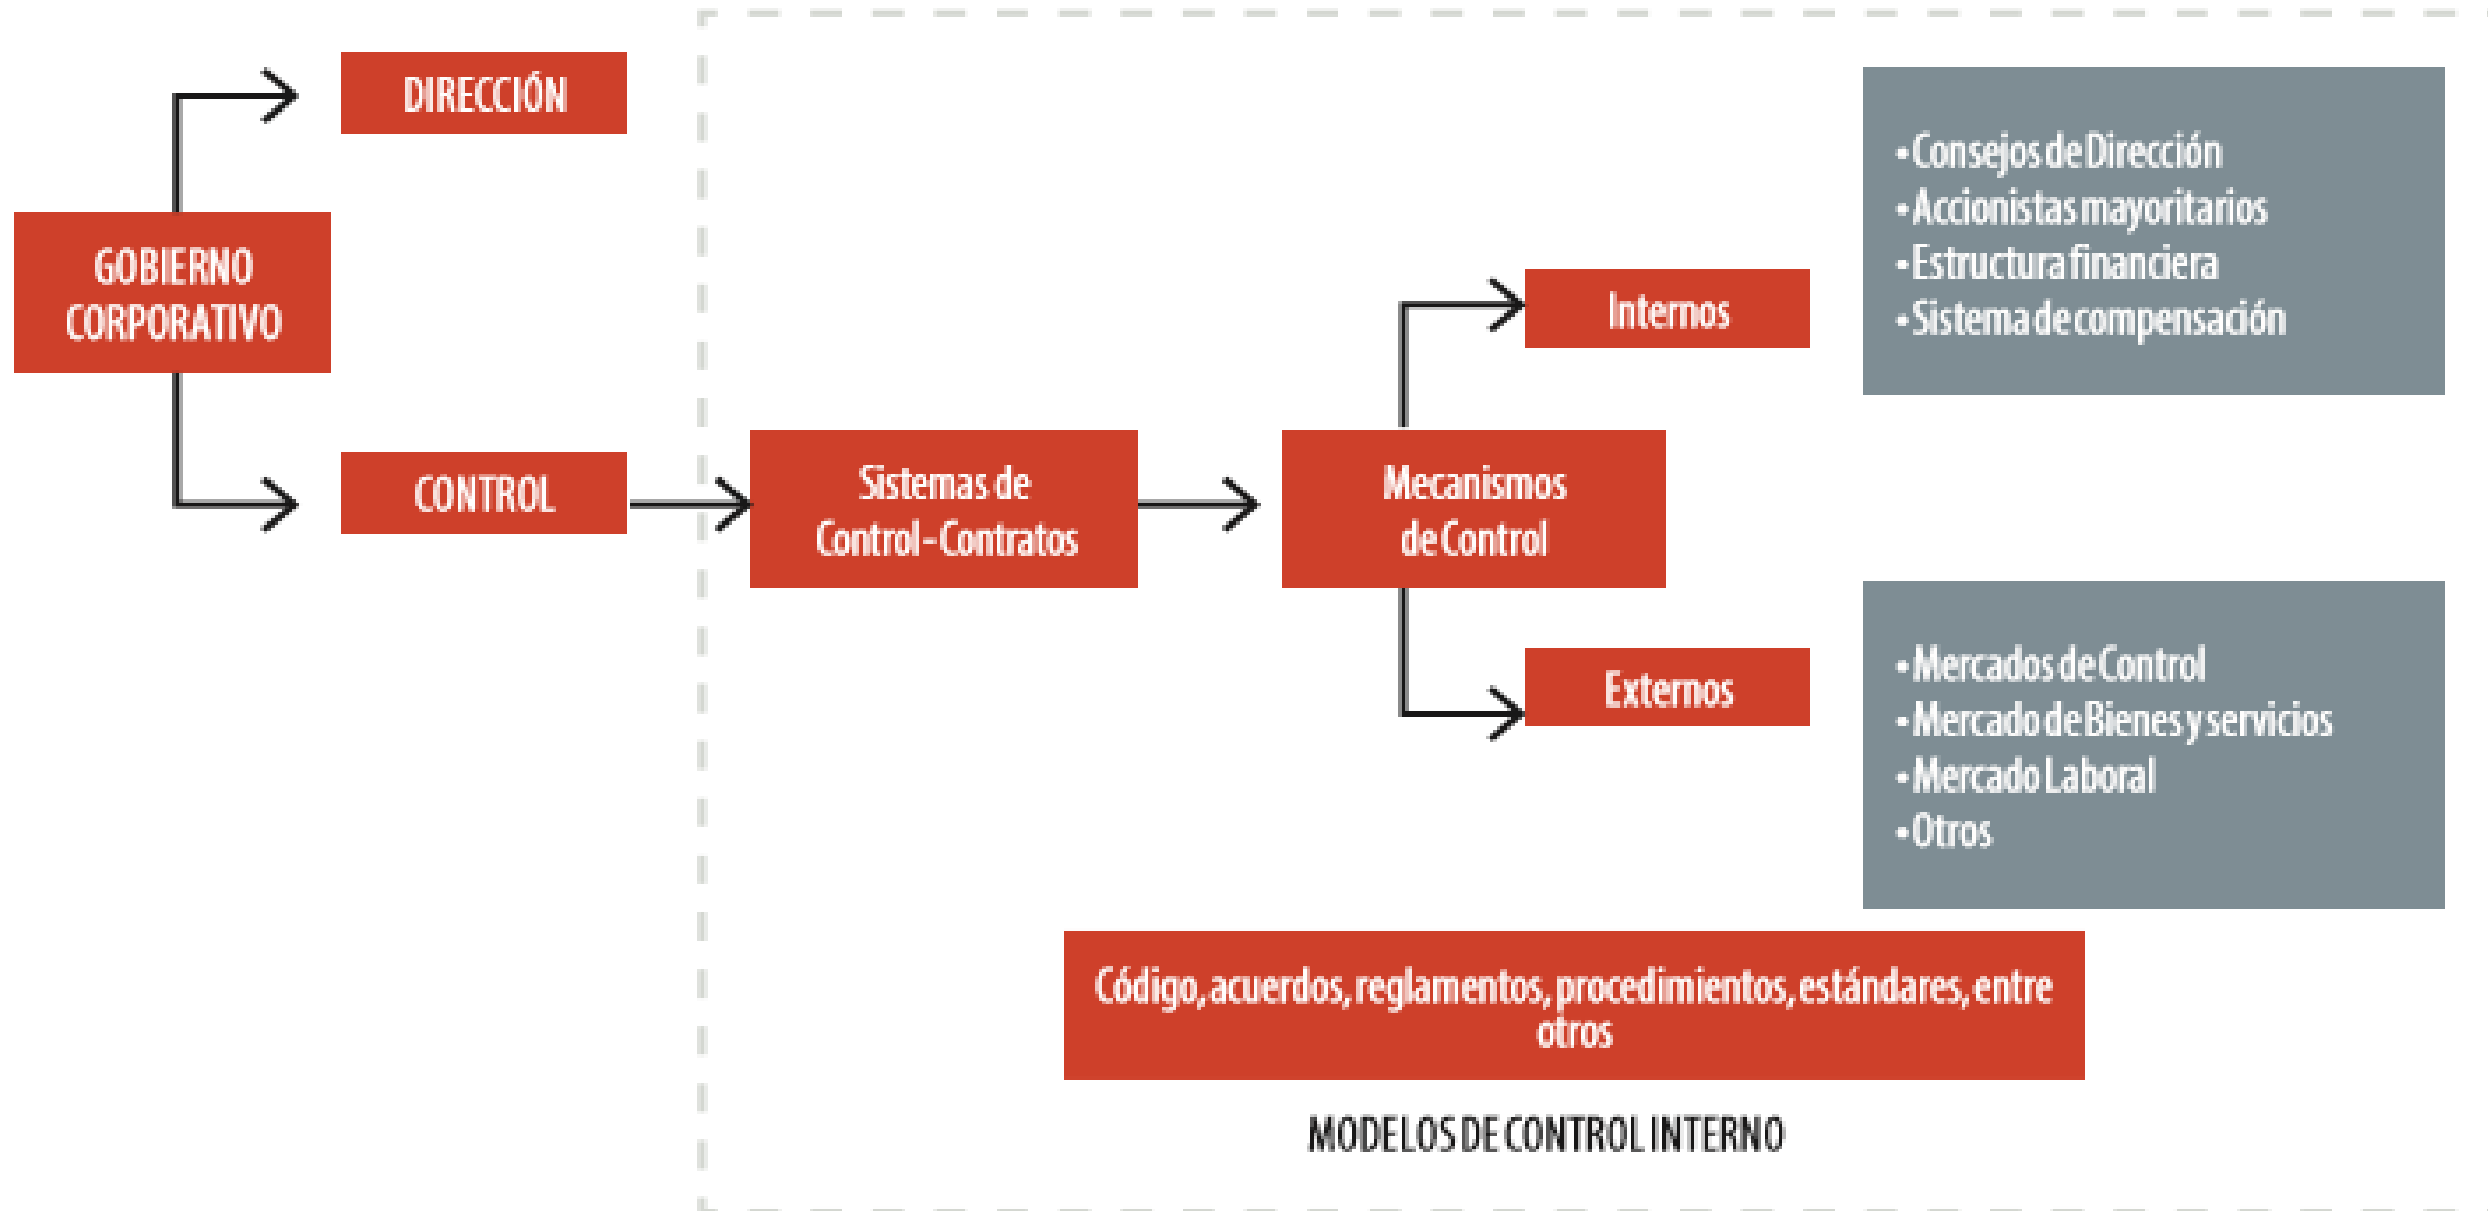 DIRECCIÓN
GOBIERNO
CORPORATIVO
CONTROL
Sistemas de
Control-Contratos
Mecanismos
de Control
Internos
•Consejos de Dirección
•Accionistas mayoritarios
•Estructura financiera
•Sistema de compensación
Externos
•Mercados de Control
•Mercado de Bienes y servicios
•Mercado Laboral
•Otros
Código, acuerdos, reglamentos, procedimientos, estándares, entre
otros
MODELOS DE CONTROL INTERNO